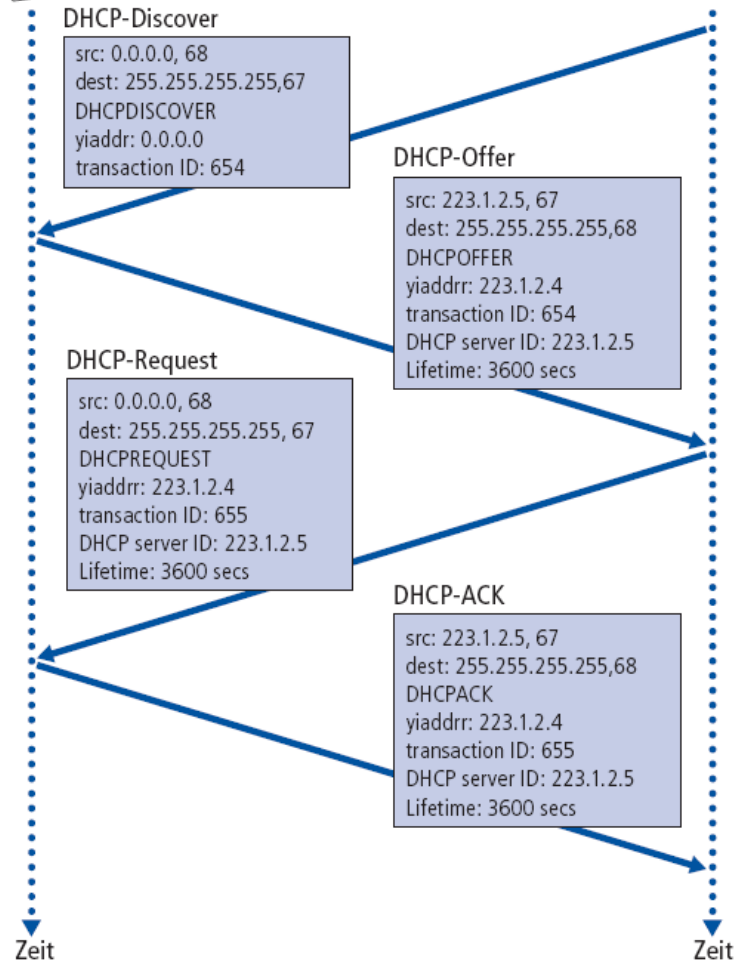 DHCP-Discover
src: 0.0.0.0, 68
dest: 255.255.255.255,67
DHCPDISCOVER
yiaddr: 0.0.0.0
transaction ID: 654
DHCP-Offer
src: 223.1.2.5, 67
dest: 255.255.255.255,68
DHCPOFFER
yiaddrr: 223.1.2.4
transaction ID: 654
DHCP server ID: 223.1.2.5
Lifetime: 3600 secs
DHCP-Request
src: 0.0.0.0, 68
dest: 255.255.255.255, 67
DHCPREQUEST
yiaddrr: 223.1.2.4
transaction ID: 655
DHCP server ID: 223.1.2.5
Lifetime: 3600 secs
DHCP-ACK
src: 223.1.2.5, 67
dest: 255.255.255.255,68
DHCPACK
yiaddrr: 223.1.2.4
transaction ID: 655
DHCP server ID: 223.1.2.5
Lifetime: 3600 secs
Zeit
Zeit